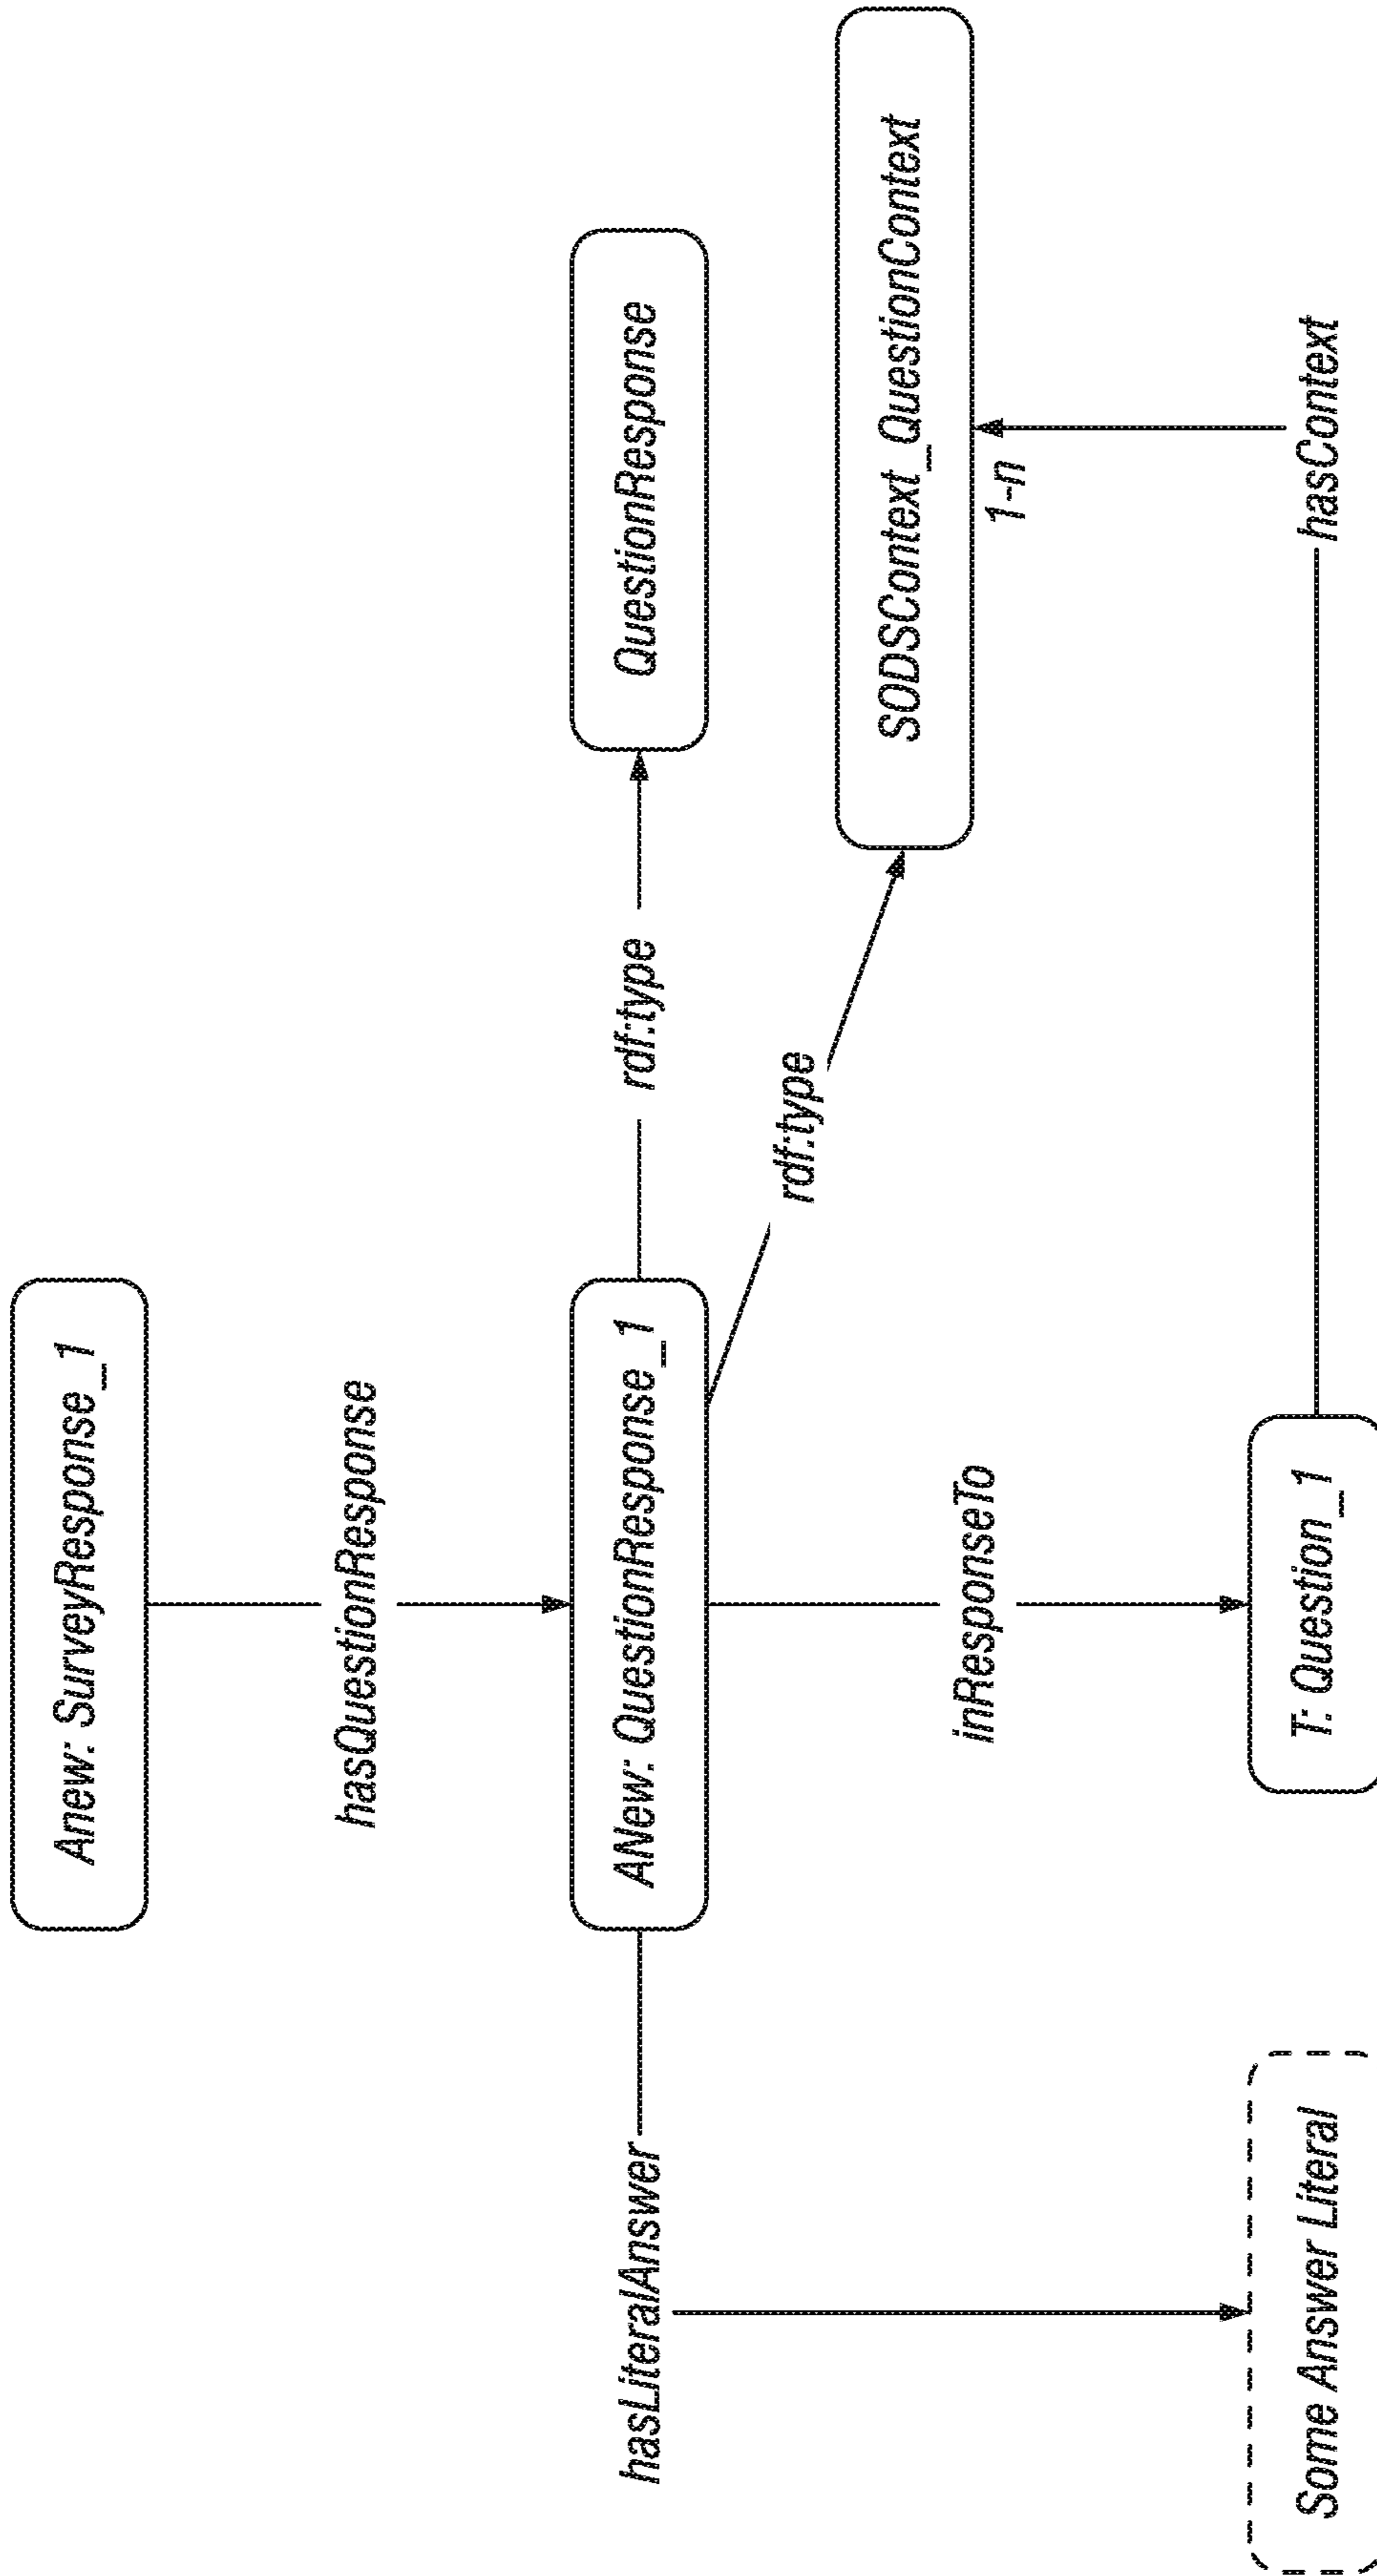 Anew: SurveyResponse_1
hasQuestionResponse
hasLiteralAnswer
ANew: QuestionResponse_1
rdf:type
QuestionResponse
rdf:type
SODSContext_QuestionContext
1-n
inResponseTo
Some Answer Literal
T: Question_1
hasContext